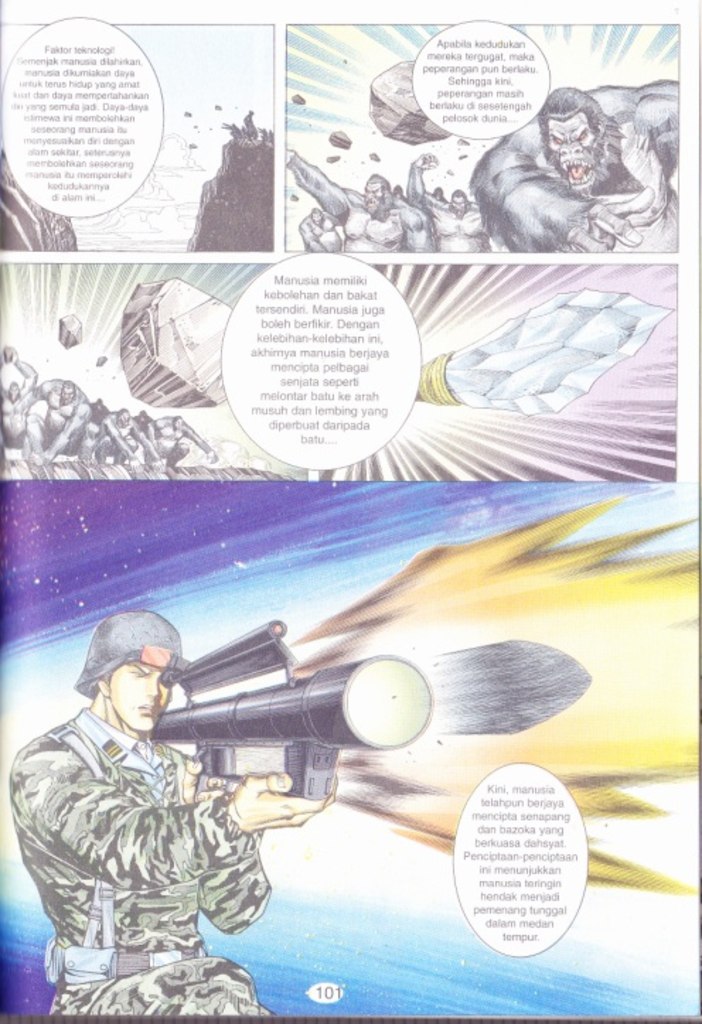 Faktor teknologi!
Semenjak manusia dilahirkan,
manusia dikurniakan daya
untuk terus hidup yang amat
kuat dan daya mempertahankan
diri yang semula jadi. Daya-daya
istimewa ini membolehkan
seseorang manusia itu
menyesuaikan diri dengan
alam sekitar, seterusnya
membolehkan seseorang
manusia itu memperolehi
kedudukannya
di alam ini....
Apabila kedudukan
mereka tergugat, maka
peperangan pun berlaku.
Sehingga kini,
peperangan masih
berlaku di sesetengah
pelosok dunia....
Manusia memiliki
kebolehan dan bakat
tersendiri. Manusia juga
boleh berfikir. Dengan
kelebihan-kelebihan ini,
akhirnya manusia berjaya
mencipta pelbagai
senjata seperti
melontar batu ke arah
musuh dan lembing yang
diperbuat daripada
batu....
Kini, manusia
telahpun berjaya
mencipta senapang
dan bazoka yang
berkuasa dahsyat.
Penciptaan-penciptaan
ini menunjukkan
manusia teringin
hendak menjadi
pemenang tunggal
dalam medan
tempur.
101